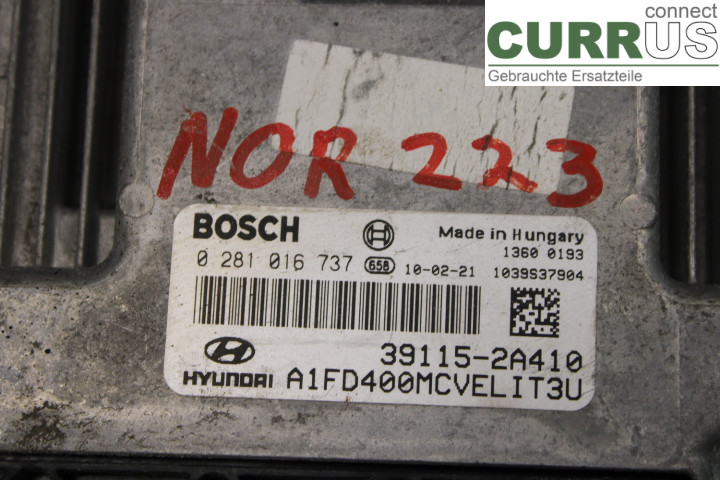 connect
CURRUS
Gebrauchte Ersatzteile
NOR 223
BOSCH
Made in Hungary
1360 0193
0 281 016 737 658 10-02-21 1039S37904
39115-2A410
HYUNDAI A1FD400MCVELIT3U